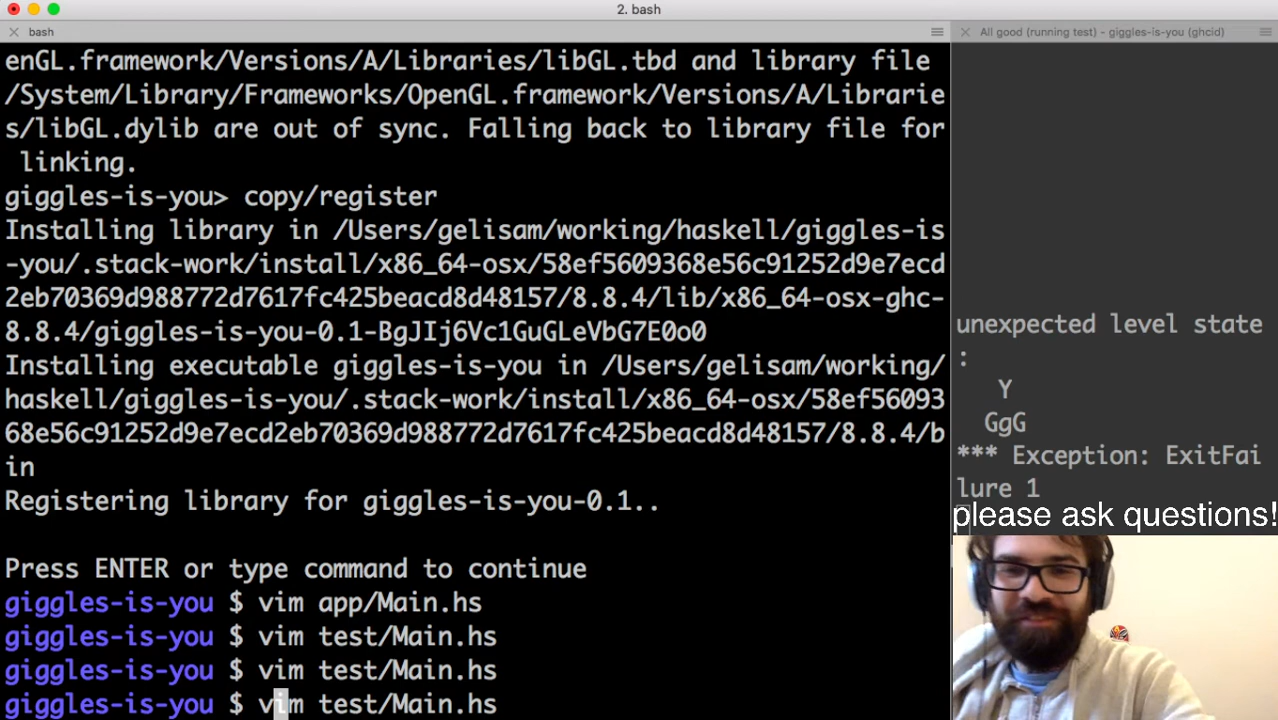 2. bash
bash
All good (running test) - giggles-is-you (ghcid)
enGL.framework/Versions/A/Libraries/libGL.tbd and library file
/System/Library/Frameworks/OpenGL.framework/Versions/A/Librarie
s/libGL.dylib are out of sync. Falling back to library file for
 linking.
giggles-is-you> copy/register
Installing library in /Users/gelisam/working/haskell/giggles-is
-you/.stack-work/install/x86_64-osx/58ef5609368e56c91252d9e7ecd
2eb70369d988772d7617fc425beacd8d48157/8.8.4/lib/x86_64-osx-ghc-
8.8.4/giggles-is-you-0.1-BgJIj6Vc1GuGLeVbG7E0o0
Installing executable giggles-is-you in /Users/gelisam/working/
haskell/giggles-is-you/.stack-work/install/x86_64-osx/58ef56093
68e56c91252d9e7ecd2eb70369d988772d7617fc425beacd8d48157/8.8.4/b
in
Registering library for giggles-is-you-0.1..
Press ENTER or type command to continue
giggles-is-you $ vim app/Main.hs
giggles-is-you $ vim test/Main.hs
giggles-is-you $ vim test/Main.hs
giggles-is-you $ vim test/Main.hs
unexpected level state
:
Y
GgG
*** Exception: ExitFai
lure 1
please ask questions!